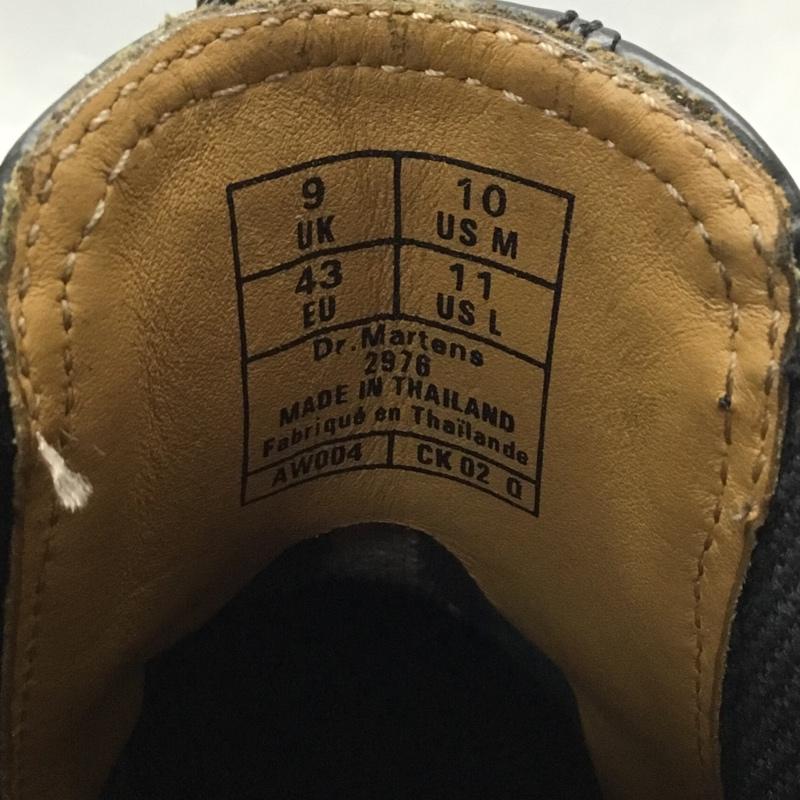 9
UK
10
US M
43
EU
11
US L
Dr.Martens
2976
MADE IN THAILAND
Fabriqué en Thaïlande
AW004
CK 02 Q